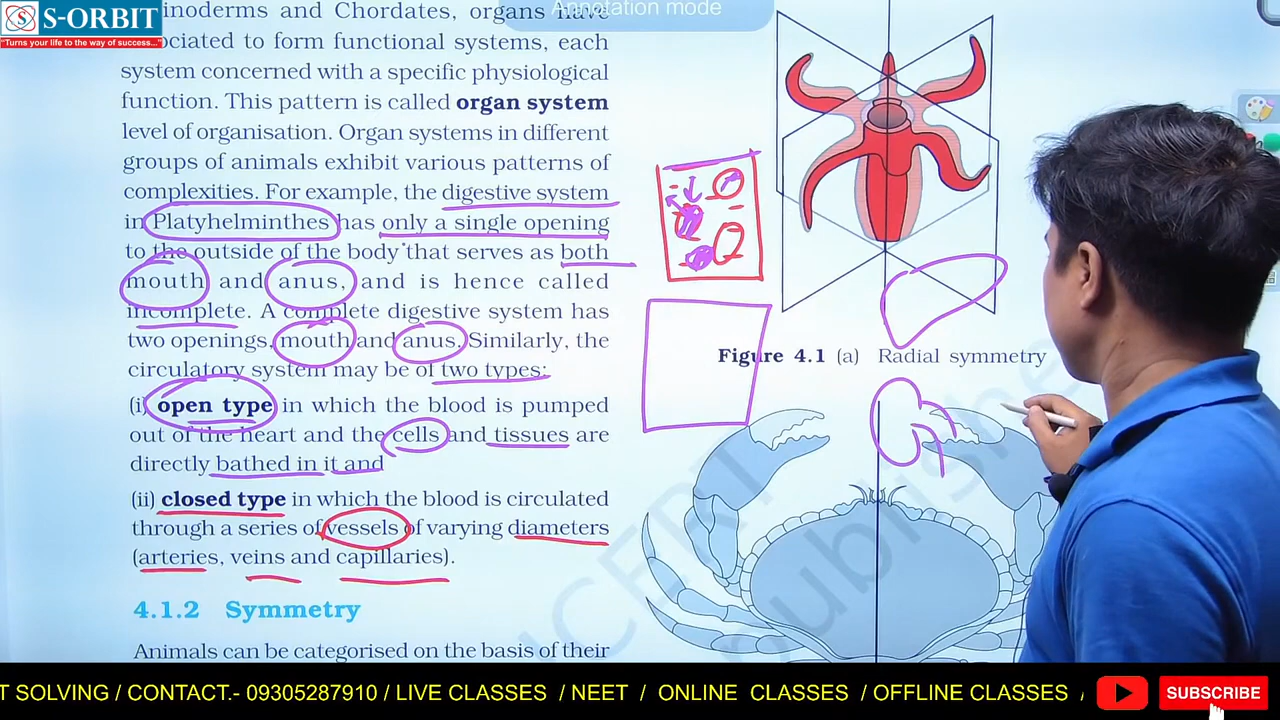 S-ORBIT
"Turns your life to the way of success..."
Annotation mode
inoderms and Chordates, organs have
ociated to form functional systems, each
system concerned with a specific physiological
function. This pattern is called organ system
level of organisation. Organ systems in different
groups of animals exhibit various patterns of
complexities. For example, the digestive system
in Platyhelminthes has only a single opening
to the outside of the body that serves as both
mouth and anus, and is hence called
incomplete. A complete digestive system has
two openings, mouth and anus. Similarly, the
circulatory system may be of two types:
(i) open type in which the blood is pumped
out of the heart and the cells and tissues are
directly bathed in it and
(ii) closed type in which the blood is circulated
through a series of vessels of varying diameters
(arteries, veins and capillaries).
4.1.2 Symmetry
Animals can be categorised on the basis of their
Figure 4.1 (a) Radial symmetry
T SOLVING / CONTACT.- 09305287910 / LIVE CLASSES / NEET / ONLINE CLASSES / OFFLINE CLASSES /
SUBSCRIBE